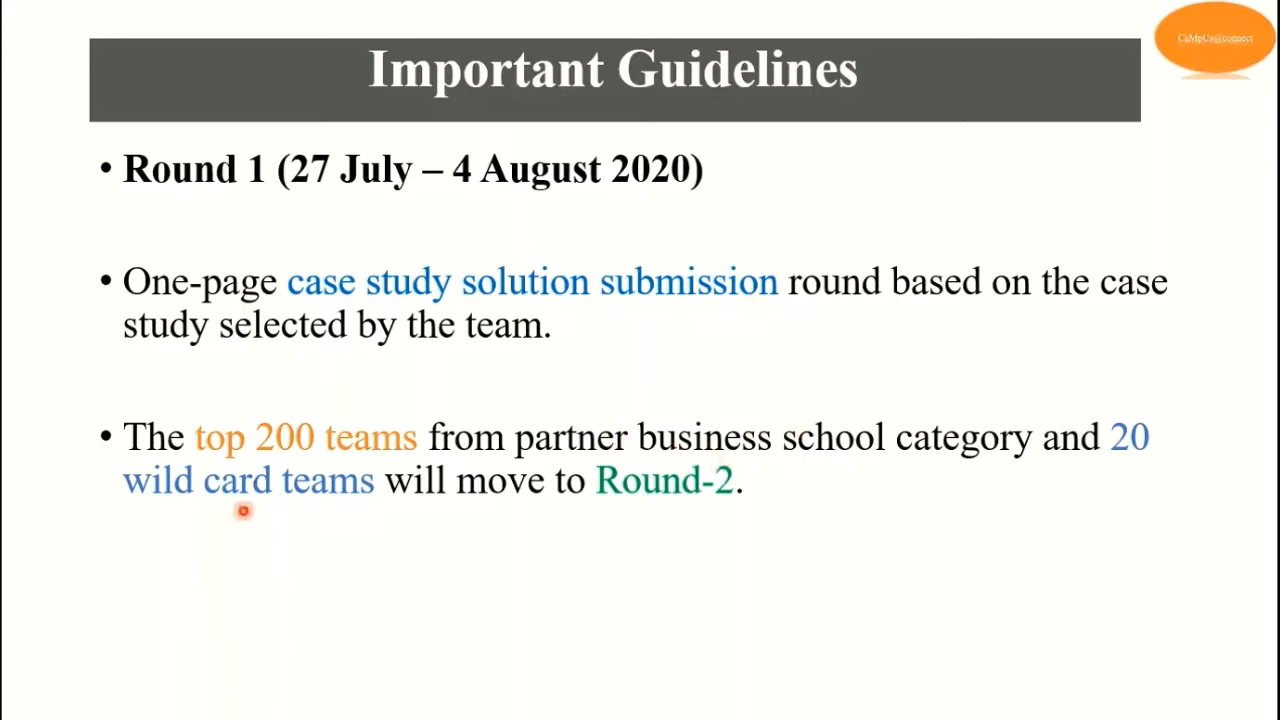 CaMpUs@connect
Important Guidelines
• Round 1 (27 July – 4 August 2020)
• One-page case study solution submission round based on the case
study selected by the team.
• The top 200 teams from partner business school category and 20
wild card teams will move to Round-2.